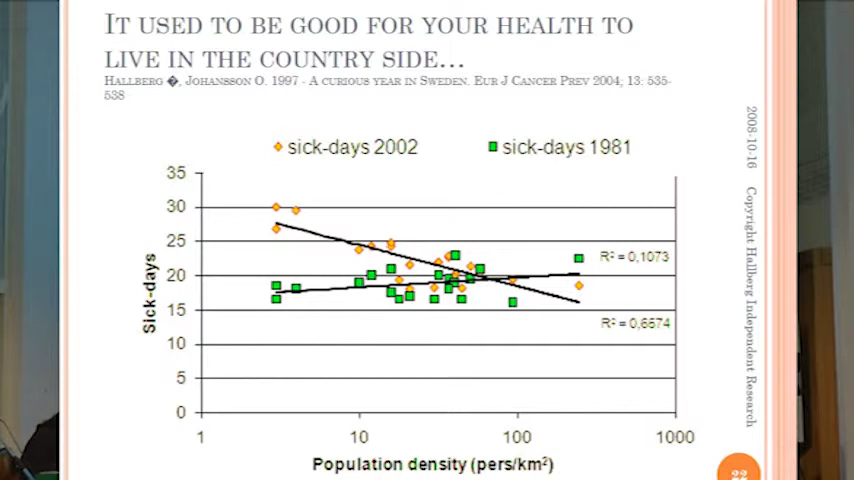 IT USED TO BE GOOD FOR YOUR HEALTH TO
LIVE IN THE COUNTRY SIDE...
HALLBERG �, JOHANSSON O. 1997 - A CURIOUS YEAR IN SWEDEN. EUR J CANCER PREV 2004; 13: 535-
538
sick-days 2002
sick-days 1981
35
30
25
20
15
10
5
0
Sick-days
R² = 0,1073
R² = 0,6574
1
10
100
1000
Population density (pers/km²)
2008-10-16
Copyright Hallberg Independent Research
22